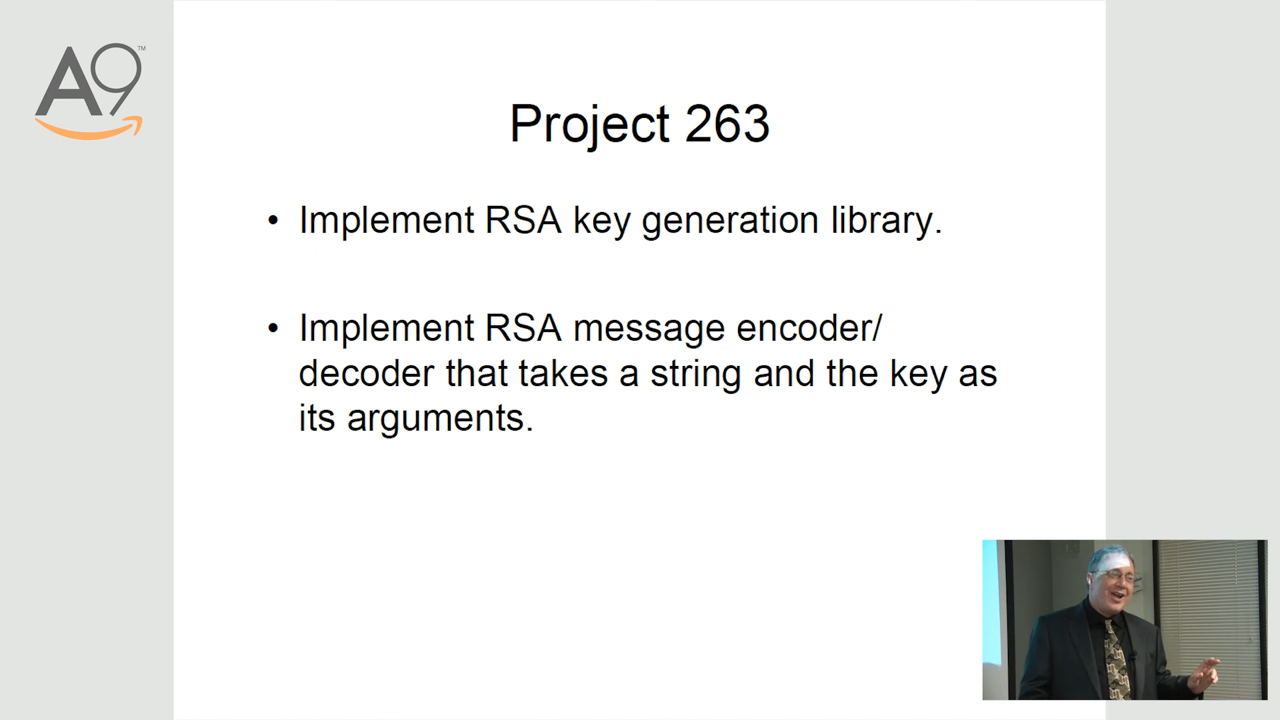 A9™
Project 263
• Implement RSA key generation library.
• Implement RSA message encoder/
decoder that takes a string and the key as
its arguments.